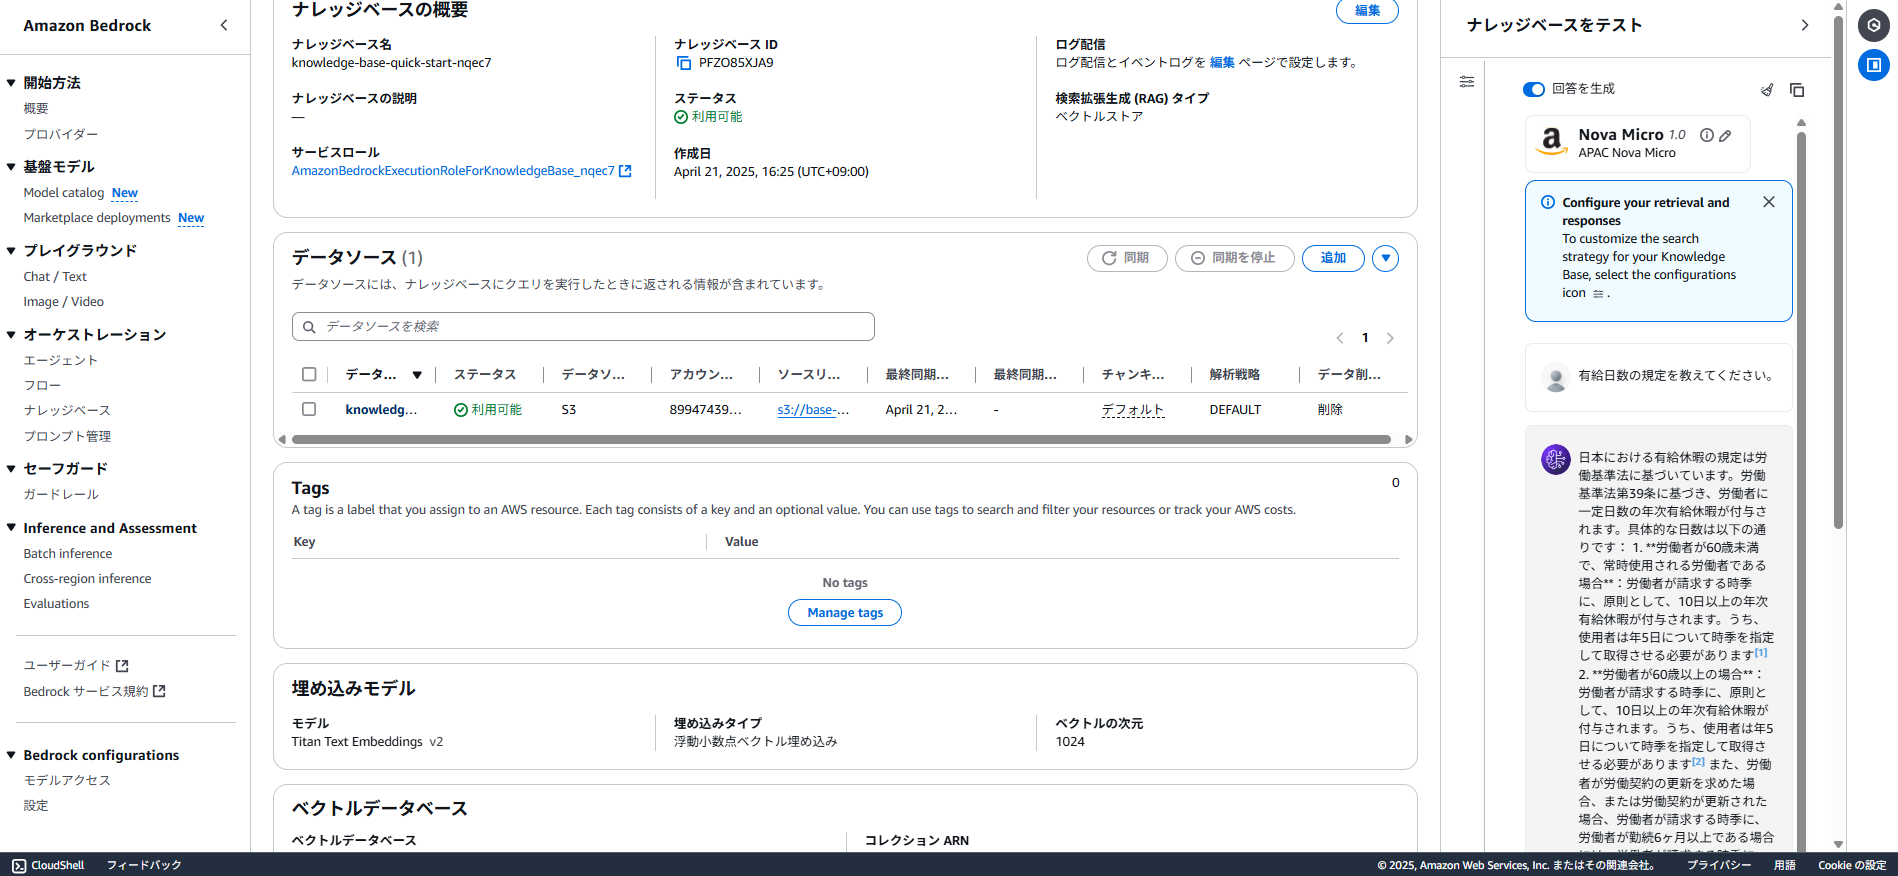 Amazon Bedrock
開始方法
概要
プロバイダー
基盤モデル
Model catalog New
Marketplace deployments New
プレイグラウンド
Chat / Text
Image / Video
オーケストレーション
エージェント
フロー
ナレッジベース
プロンプト管理
セーフガード
ガードレール
Inference and Assessment
Batch inference
Cross-region inference
Evaluations
ユーザーガイド
Bedrock サービス規約
Bedrock configurations
モデルアクセス
設定
ナレッジベースの概要
編集
ナレッジベース名
knowledge-base-quick-start-nqec7
ナレッジベースの説明
—
サービスロール
AmazonBedrockExecutionRoleForKnowledgeBase_nqec7
ナレッジベース ID
PFZO85XJA9
ステータス
利用可能
作成日
April 21, 2025, 16:25 (UTC+09:00)
ログ配信
ログ配信とイベントログを 編集 ページで設定します。
検索拡張生成 (RAG) タイプ
ベクトルストア
データソース (1)
同期
同期を停止
追加
データソースには、ナレッジベースにクエリを実行したときに返される情報が含まれています。
データソースを検索
1
データ... ステータス データソ... アカウン... ソースリ... 最終同期... 最終同期... チャンキ... 解析戦略 データ削...
knowledg... 利用可能 S3 89947439... s3://base-... April 21, 2... - デフォルト DEFAULT 削除
Tags
0
A tag is a label that you assign to an AWS resource. Each tag consists of a key and an optional value. You can use tags to search and filter your resources or track your AWS costs.
Key Value
No tags
Manage tags
埋め込みモデル
モデル
Titan Text Embeddings v2
埋め込みタイプ
浮動小数点ベクトル埋め込み
ベクトルの次元
1024
ベクトルデータベース
ベクトルデータベース
コレクション ARN
ナレッジベースをテスト
回答を生成
Nova Micro 1.0
APAC Nova Micro
Configure your retrieval and
responses
To customize the search
strategy for your Knowledge
Base, select the configurations
icon .
有給日数の規定を教えてください。
日本における有給休暇の規定は労
働基準法に基づいています。労働
基準法第39条に基づき、労働者に
一定日数の年次有給休暇が付与さ
れます。具体的な日数は以下の通
りです： 1. **労働者が60歳未満
で、常時使用される労働者である
場合**：労働者が請求する時季
に、原則として、10日以上の年次
有給休暇が付与されます。うち、
使用者は年5日について時季を指定
して取得させる必要があります[1]
2. **労働者が60歳以上の場合**：
労働者が請求する時季に、原則と
して、10日以上の年次有給休暇が
付与されます。うち、使用者は年5
日について時季を指定して取得さ
せる必要があります[2] また、労働
者が労働契約の更新を求めた場
合、または労働契約が更新された
場合、労働者が請求する時季に、
労働者が勤続6ヶ月以上である場合
CloudShell
フィードバック
© 2025, Amazon Web Services, Inc. またはその関連会社。
プライバシー
用語
Cookie の設定